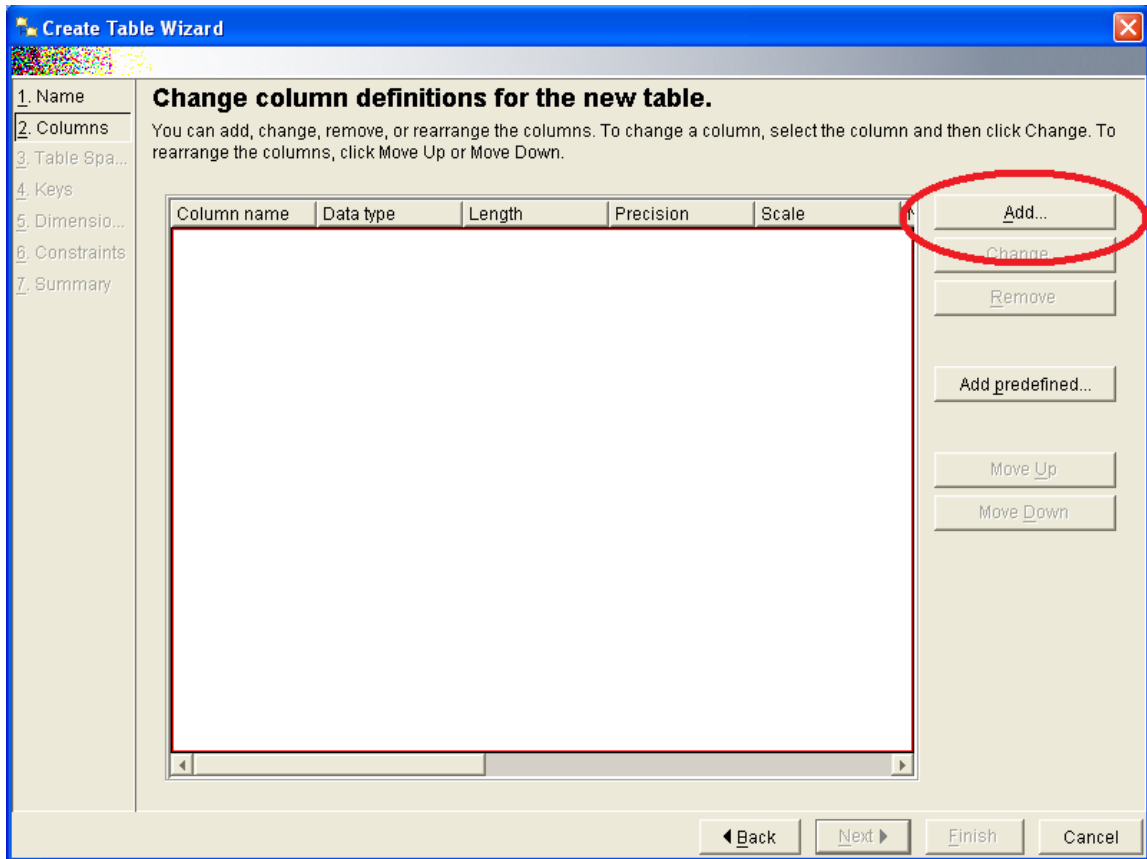 Create Table Wizard
1. Name
2. Columns
3. Table Spa...
4. Keys
5. Dimensio...
6. Constraints
7. Summary
Change column definitions for the new table.
You can add, change, remove, or rearrange the columns. To change a column, select the column and then click Change. To
rearrange the columns, click Move Up or Move Down.
Column name Data type Length Precision Scale
Add...
Change
Remove
Add predefined...
Move Up
Move Down
Back Next Finish Cancel